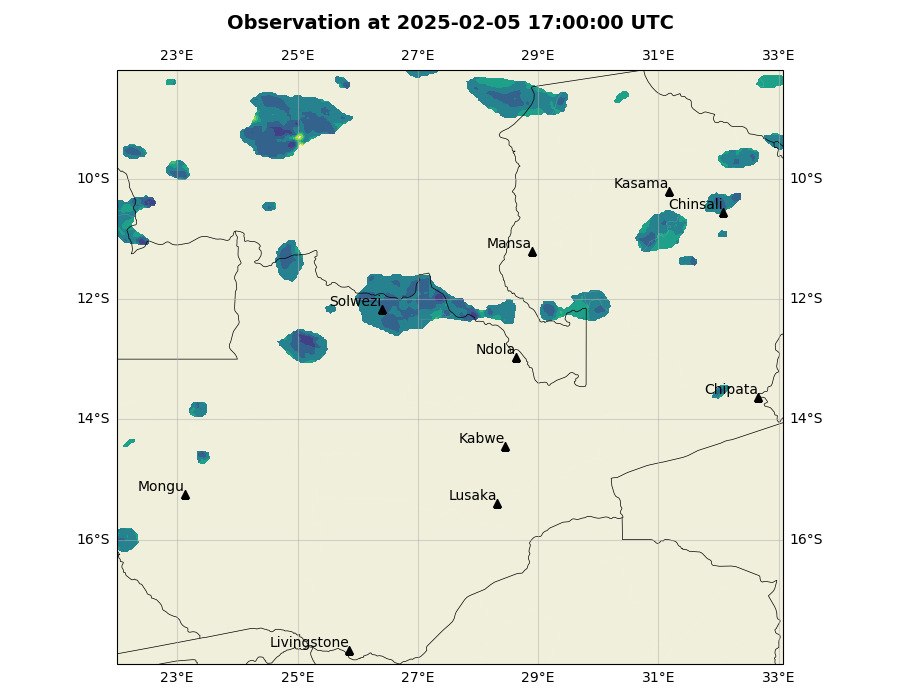 Observation at 2025-02-05 17:00:00 UTC
23°E 25°E 27°E 29°E 31°E 33°E
10°S 10°S
Kasama
Chinsali
Mansa
12°S 12°S
Solwezi
Ndola
Chipata
14°S 14°S
Kabwe
Mongu
Lusaka
16°S 16°S
Livingstone
23°E 25°E 27°E 29°E 31°E 33°E